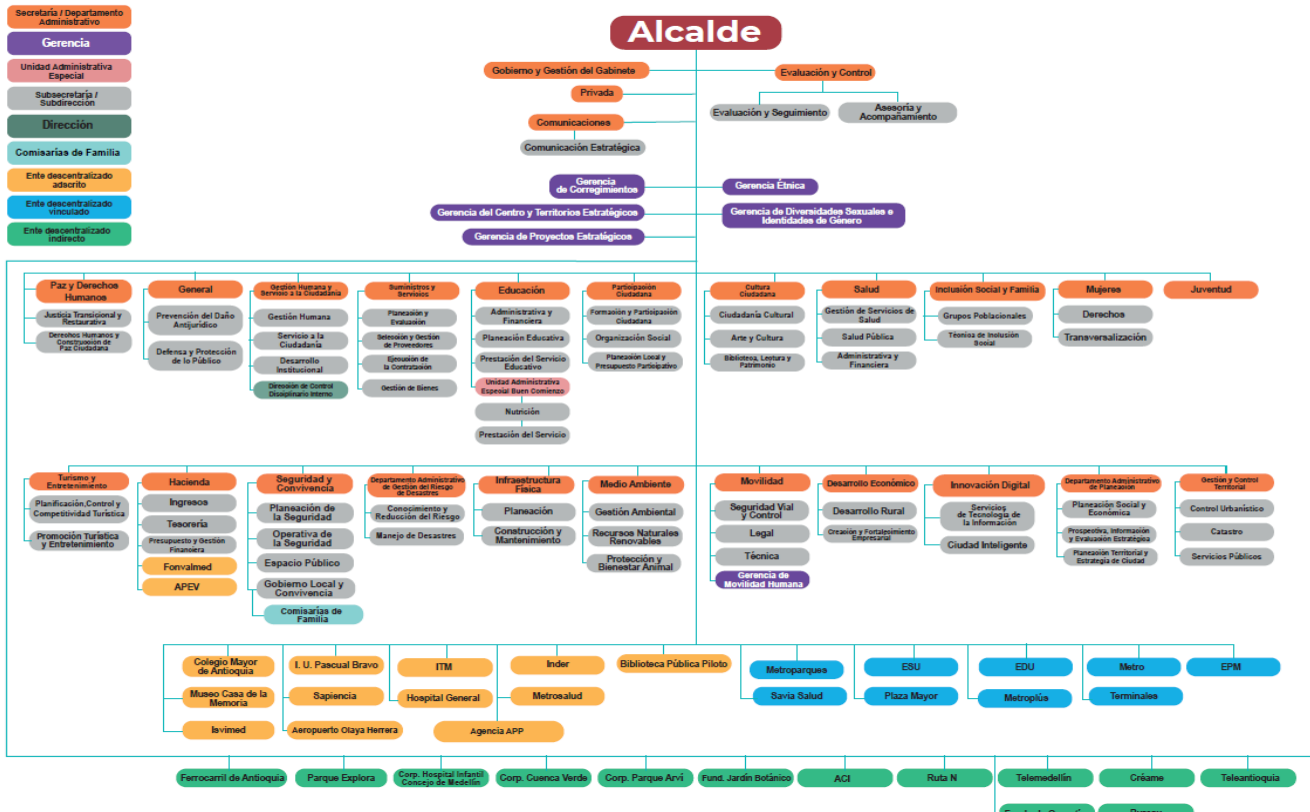 Secretaría / Departamento
Administrativo
Gerencia
Unidad Administrativa
Especial
Subsecretaría /
Subdirección
Dirección
Comisarías de Familia
Ente descentralizado
adscrito
Ente descentralizado
vinculado
Ente descentralizado
indirecto
Alcalde
Gobierno y Gestión del Gabinete
Evaluación y Control
Privada
Evaluación y Seguimiento
Asesoría y
Acompañamiento
Comunicaciones
Comunicación Estratégica
Gerencia
de Corregimientos
Gerencia Étnica
Gerencia del Centro y Territorios Estratégicos
Gerencia de Diversidades Sexuales e
Identidades de Género
Gerencia de Proyectos Estratégicos
Paz y Derechos
Humanos
Justicia Transicional y
Restaurativa
Derechos Humanos y
Construcción de
Paz Ciudadana
General
Prevención del Daño
Antijurídico
Defensa y Protección
de lo Público
Gestión Humana y
Servicio a la Ciudadanía
Gestión Humana
Servicio a la
Ciudadanía
Desarrollo
Institucional
Dirección de Control
Disciplinario Interno
Suministros y
Servicios
Planeación y
Evaluación
Selección y Gestión
de Proveedores
Ejecución de
la Contratación
Gestión de Bienes
Educación
Administrativa y
Financiera
Planeación Educativa
Prestación del Servicio
Educativo
Unidad Administrativa
Especial Buen Comienzo
Nutrición
Prestación del Servicio
Participación
Ciudadana
Formación y Participación
Ciudadana
Organización Social
Planeación Local y
Presupuesto Participativo
Cultura
Ciudadana
Ciudadanía Cultural
Arte y Cultura
Biblioteca, Lectura y
Patrimonio
Salud
Gestión de Servicios de
Salud
Salud Pública
Administrativa y
Financiera
Inclusión Social y Familia
Grupos Poblacionales
Técnica de Inclusión
Social
Mujeres
Derechos
Transversalización
Juventud
Turismo y
Entretenimiento
Planificación,Control y
Competitividad Turística
Promoción Turística
y Entretenimiento
Hacienda
Ingresos
Tesorería
Presupuesto y Gestión
Financiera
Fonvalmed
APEV
Seguridad y
Convivencia
Planeación de
la Seguridad
Operativa de
la Seguridad
Espacio Público
Gobierno Local y
Convivencia
Comisarías de
Familia
Departamento Administrativo
de Gestión del Riesgo
de Desastres
Conocimiento y
Reducción del Riesgo
Manejo de Desastres
Infraestructura
Física
Planeación
Construcción y
Mantenimiento
Medio Ambiente
Gestión Ambiental
Recursos Naturales
Renovables
Protección y
Bienestar Animal
Movilidad
Seguridad Vial
y Control
Legal
Técnica
Gerencia de
Movilidad Humana
Desarrollo Económico
Desarrollo Rural
Creación y Fortalecimiento
Empresarial
Innovación Digital
Servicios
de Tecnología de
la Información
Ciudad Inteligente
Departamento Administrativo
de Planeación
Planeación Social y
Económica
Prospectiva, Información
y Evaluación Estratégica
Planeación Territorial y
Estrategia de Ciudad
Gestión y Control
Territorial
Control Urbanístico
Catastro
Servicios Públicos
Colegio Mayor
de Antioquia
Museo Casa de la
Memoria
Isvimed
I. U. Pascual Bravo
Sapiencia
Aeropuerto Olaya Herrera
ITM
Hospital General
Inder
Metrosalud
Agencia APP
Biblioteca Pública Piloto
Metroparques
Savia Salud
ESU
Plaza Mayor
EDU
Metroplús
Metro
Terminales
EPM
Ferrocarril de Antioquia
Parque Explora
Corp. Hospital Infantil
Concejo de Medellín
Corp. Cuenca Verde
Corp. Parque Arví
Fund. Jardín Botánico
ACI
Ruta N
Telemedellín
Créame
Teleantioquia